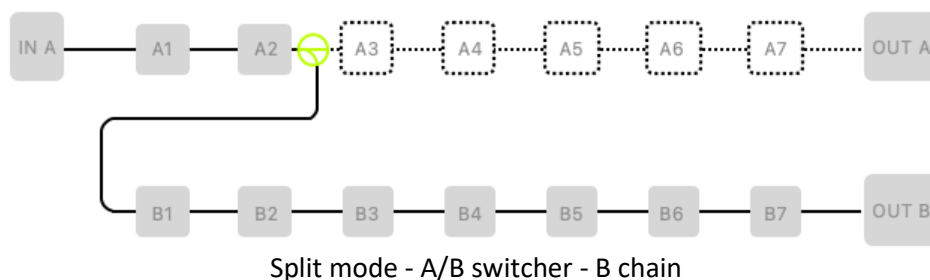 IN A A1 A2 A3 A4 A5 A6 A7 OUT A
B1 B2 B3 B4 B5 B6 B7 OUT B
Split mode - A/B switcher - B chain